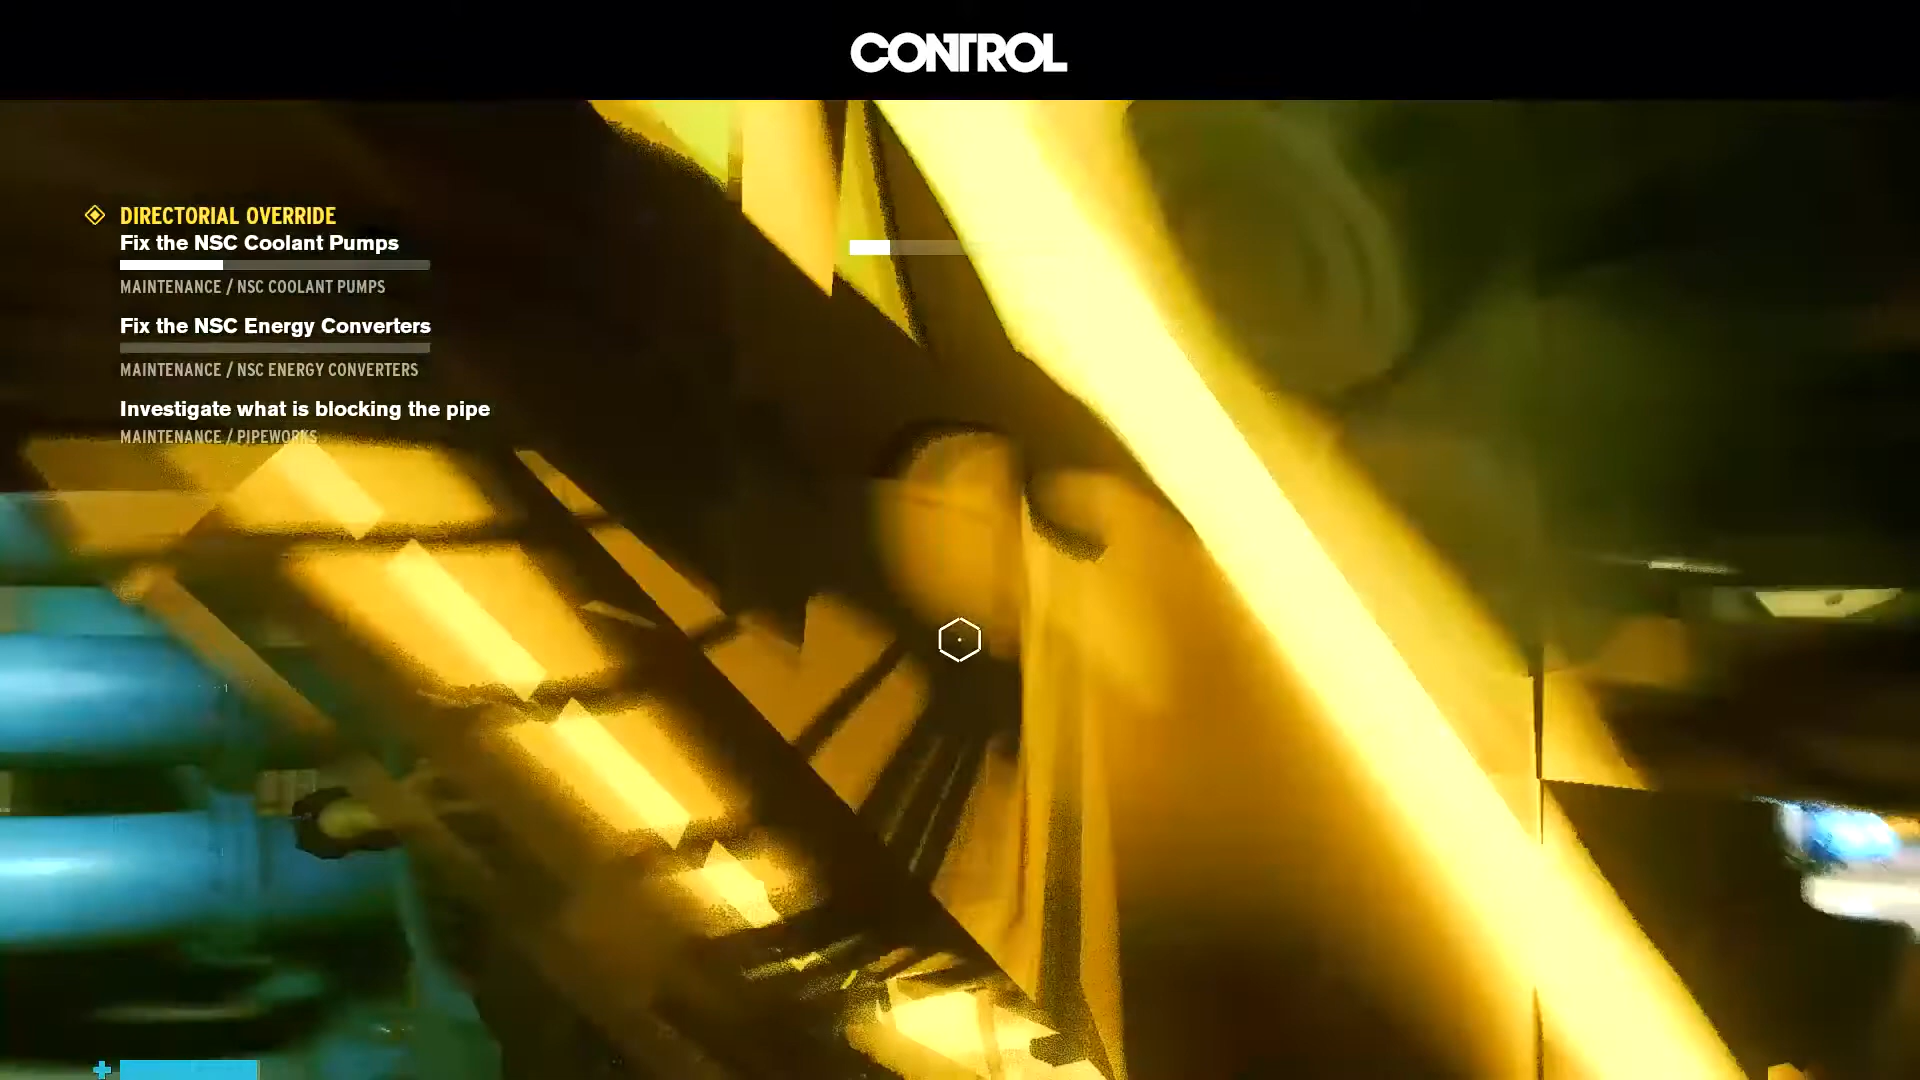 CONTROL
DIRECTORIAL OVERRIDE
Fix the NSC Coolant Pumps
MAINTENANCE / NSC COOLANT PUMPS
Fix the NSC Energy Converters
MAINTENANCE / NSC ENERGY CONVERTERS
Investigate what is blocking the pipe
MAINTENANCE / PIPEWORKS